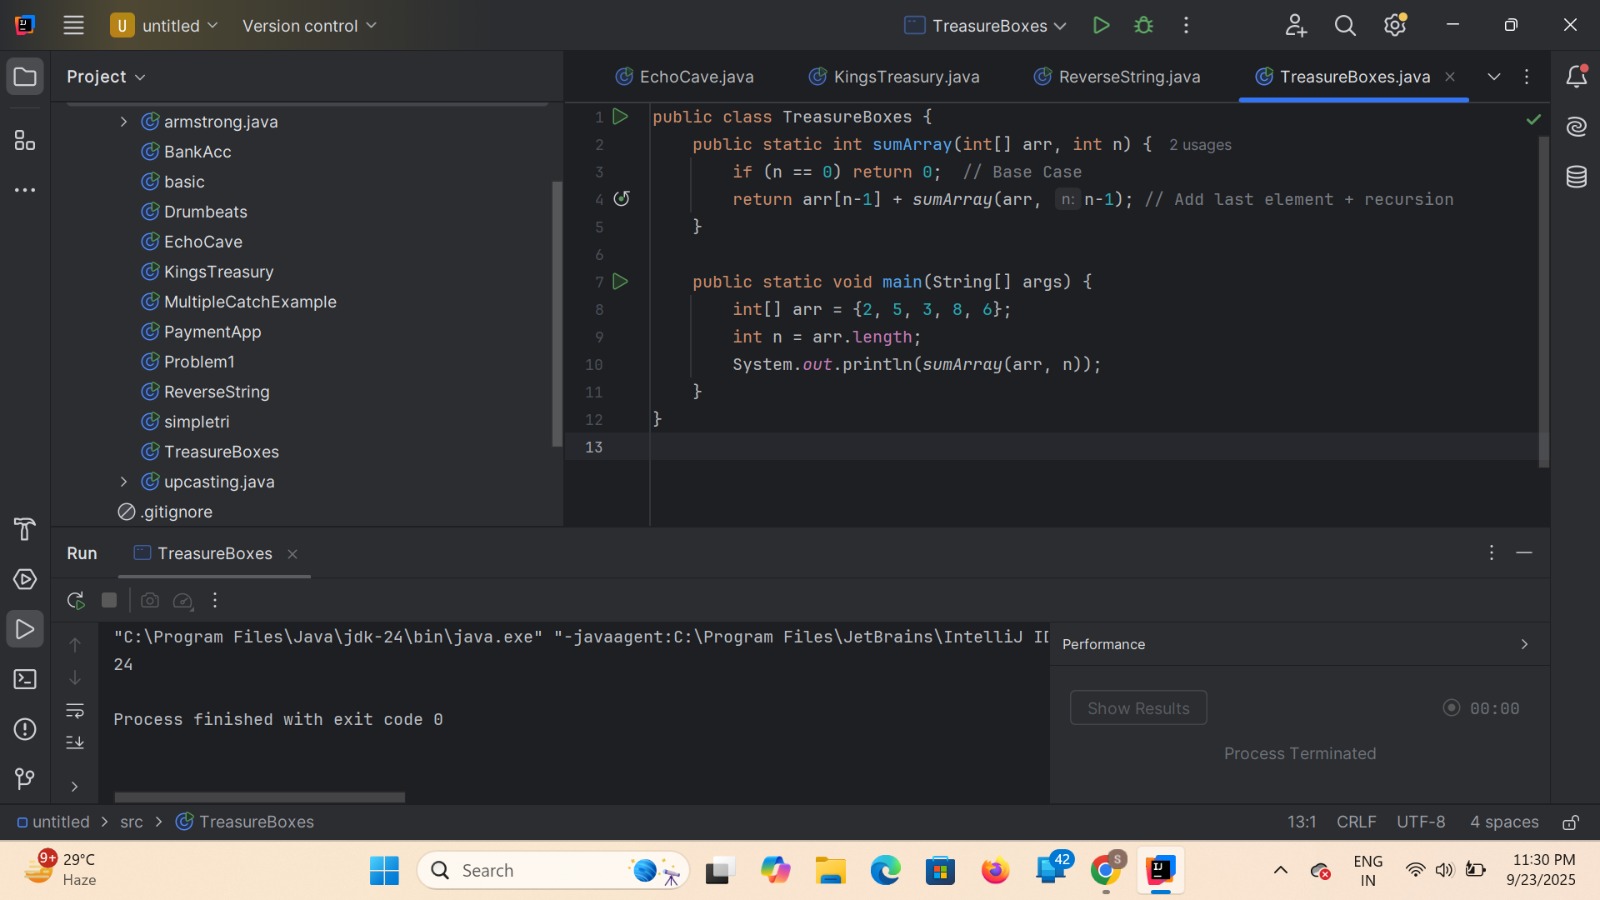 U untitled Version control TreasureBoxes
Project
EchoCave.java KingsTreasury.java ReverseString.java TreasureBoxes.java
armstrong.java
BankAcc
basic
Drumbeats
EchoCave
KingsTreasury
MultipleCatchExample
PaymentApp
Problem1
ReverseString
simpletri
TreasureBoxes
upcasting.java
.gitignore
1 public class TreasureBoxes {
2 public static int sumArray(int[] arr, int n) { 2 usages
3 if (n == 0) return 0; // Base Case
4 return arr[n-1] + sumArray(arr, n: n-1); // Add last element + recursion
5 }
6
7 public static void main(String[] args) {
8 int[] arr = {2, 5, 3, 8, 6};
9 int n = arr.length;
10 System.out.println(sumArray(arr, n));
11 }
12 }
13
Run TreasureBoxes
"C:\Program Files\Java\jdk-24\bin\java.exe" "-javaagent:C:\Program Files\JetBrains\IntelliJ ID
24
Process finished with exit code 0
Performance
Show Results 00:00
Process Terminated
untitled > src > TreasureBoxes 13:1 CRLF UTF-8 4 spaces
9+ 29°C
Haze
Search
42
S
ENG
IN
11:30 PM
9/23/2025